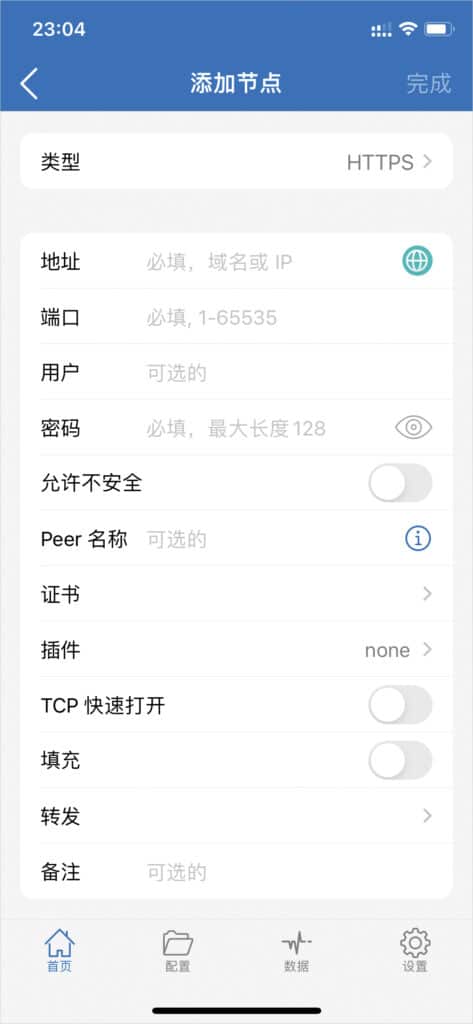 23:04
添加节点 完成
类型 HTTPS
地址 必填，域名或 IP
端口 必填, 1-65535
用户 可选的
密码 必填，最大长度128
允许不安全
Peer 名称 可选的
证书
插件 none
TCP 快速打开
填充
转发
备注 可选的
首页 配置 数据 设置